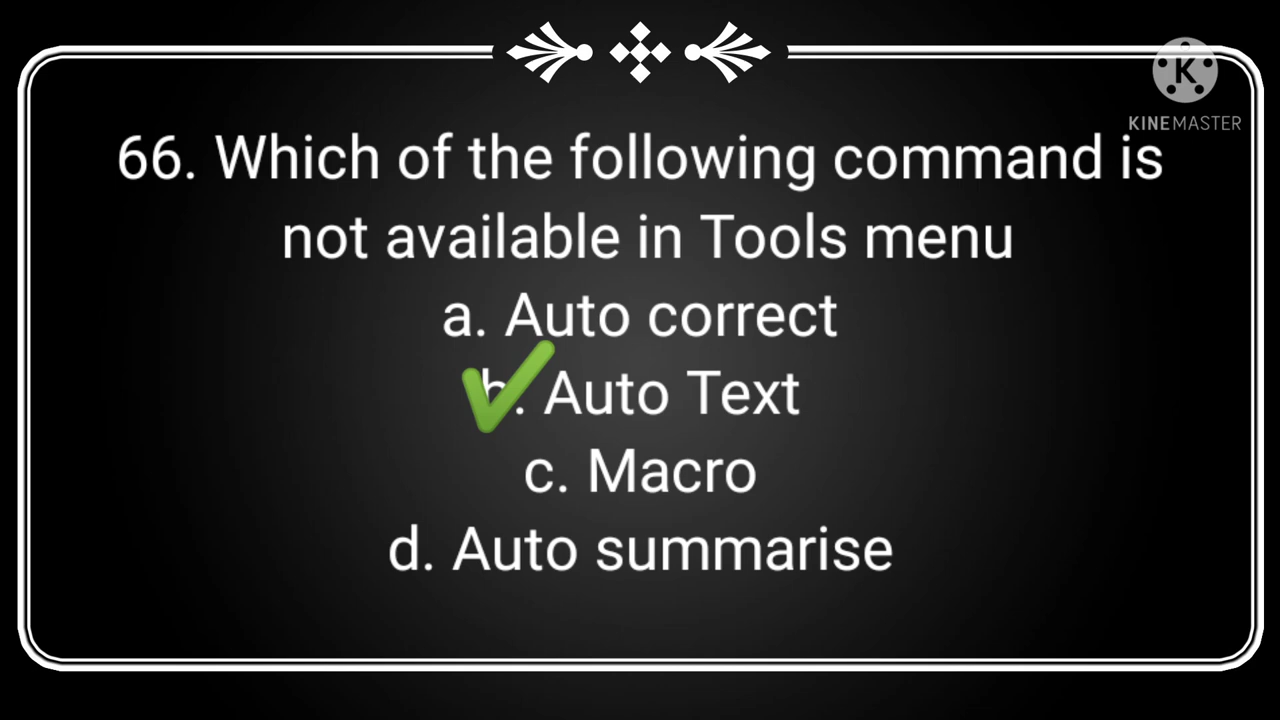 KINEMASTER
66. Which of the following command is
not available in Tools menu
a. Auto correct
b. Auto Text
c. Macro
d. Auto summarise